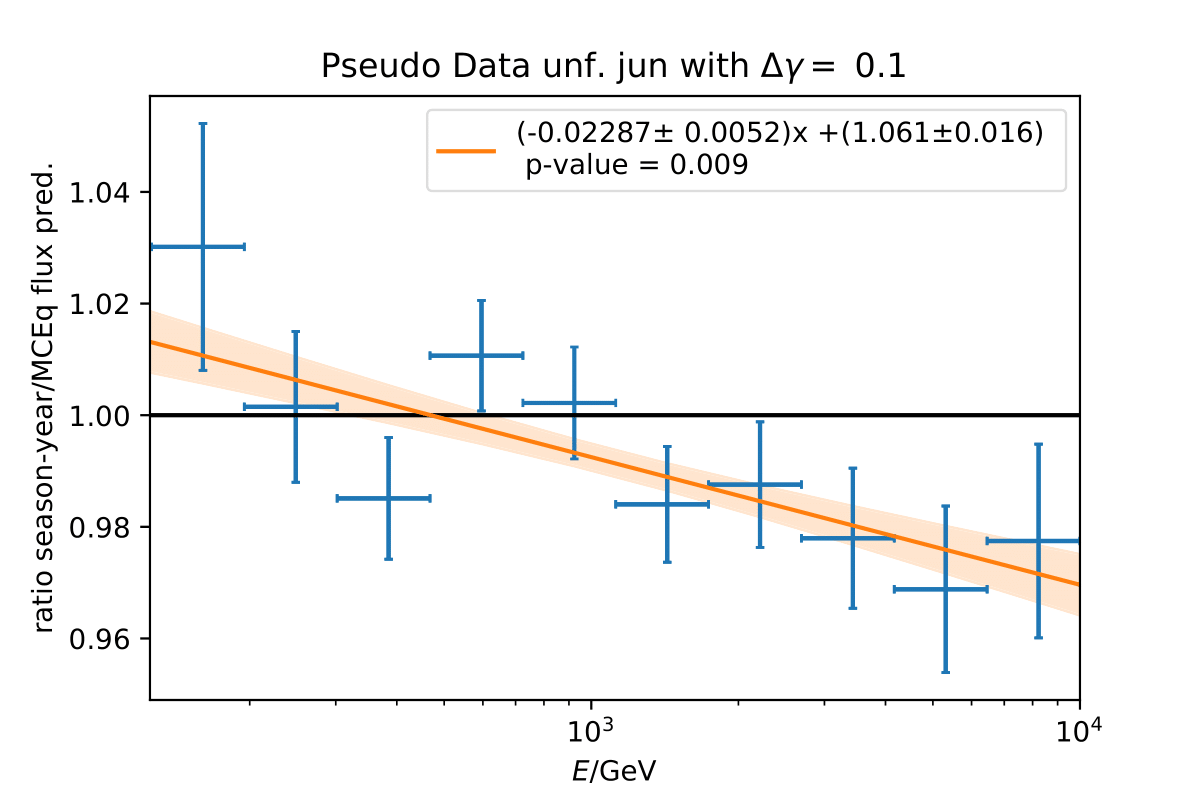 Pseudo Data unf. jun with Δγ = 0.1
(-0.02287± 0.0052)x +(1.061±0.016)
p-value = 0.009
ratio season-year/MCEq flux pred.
1.04
1.02
1.00
0.98
0.96
10³
10⁴
E/GeV